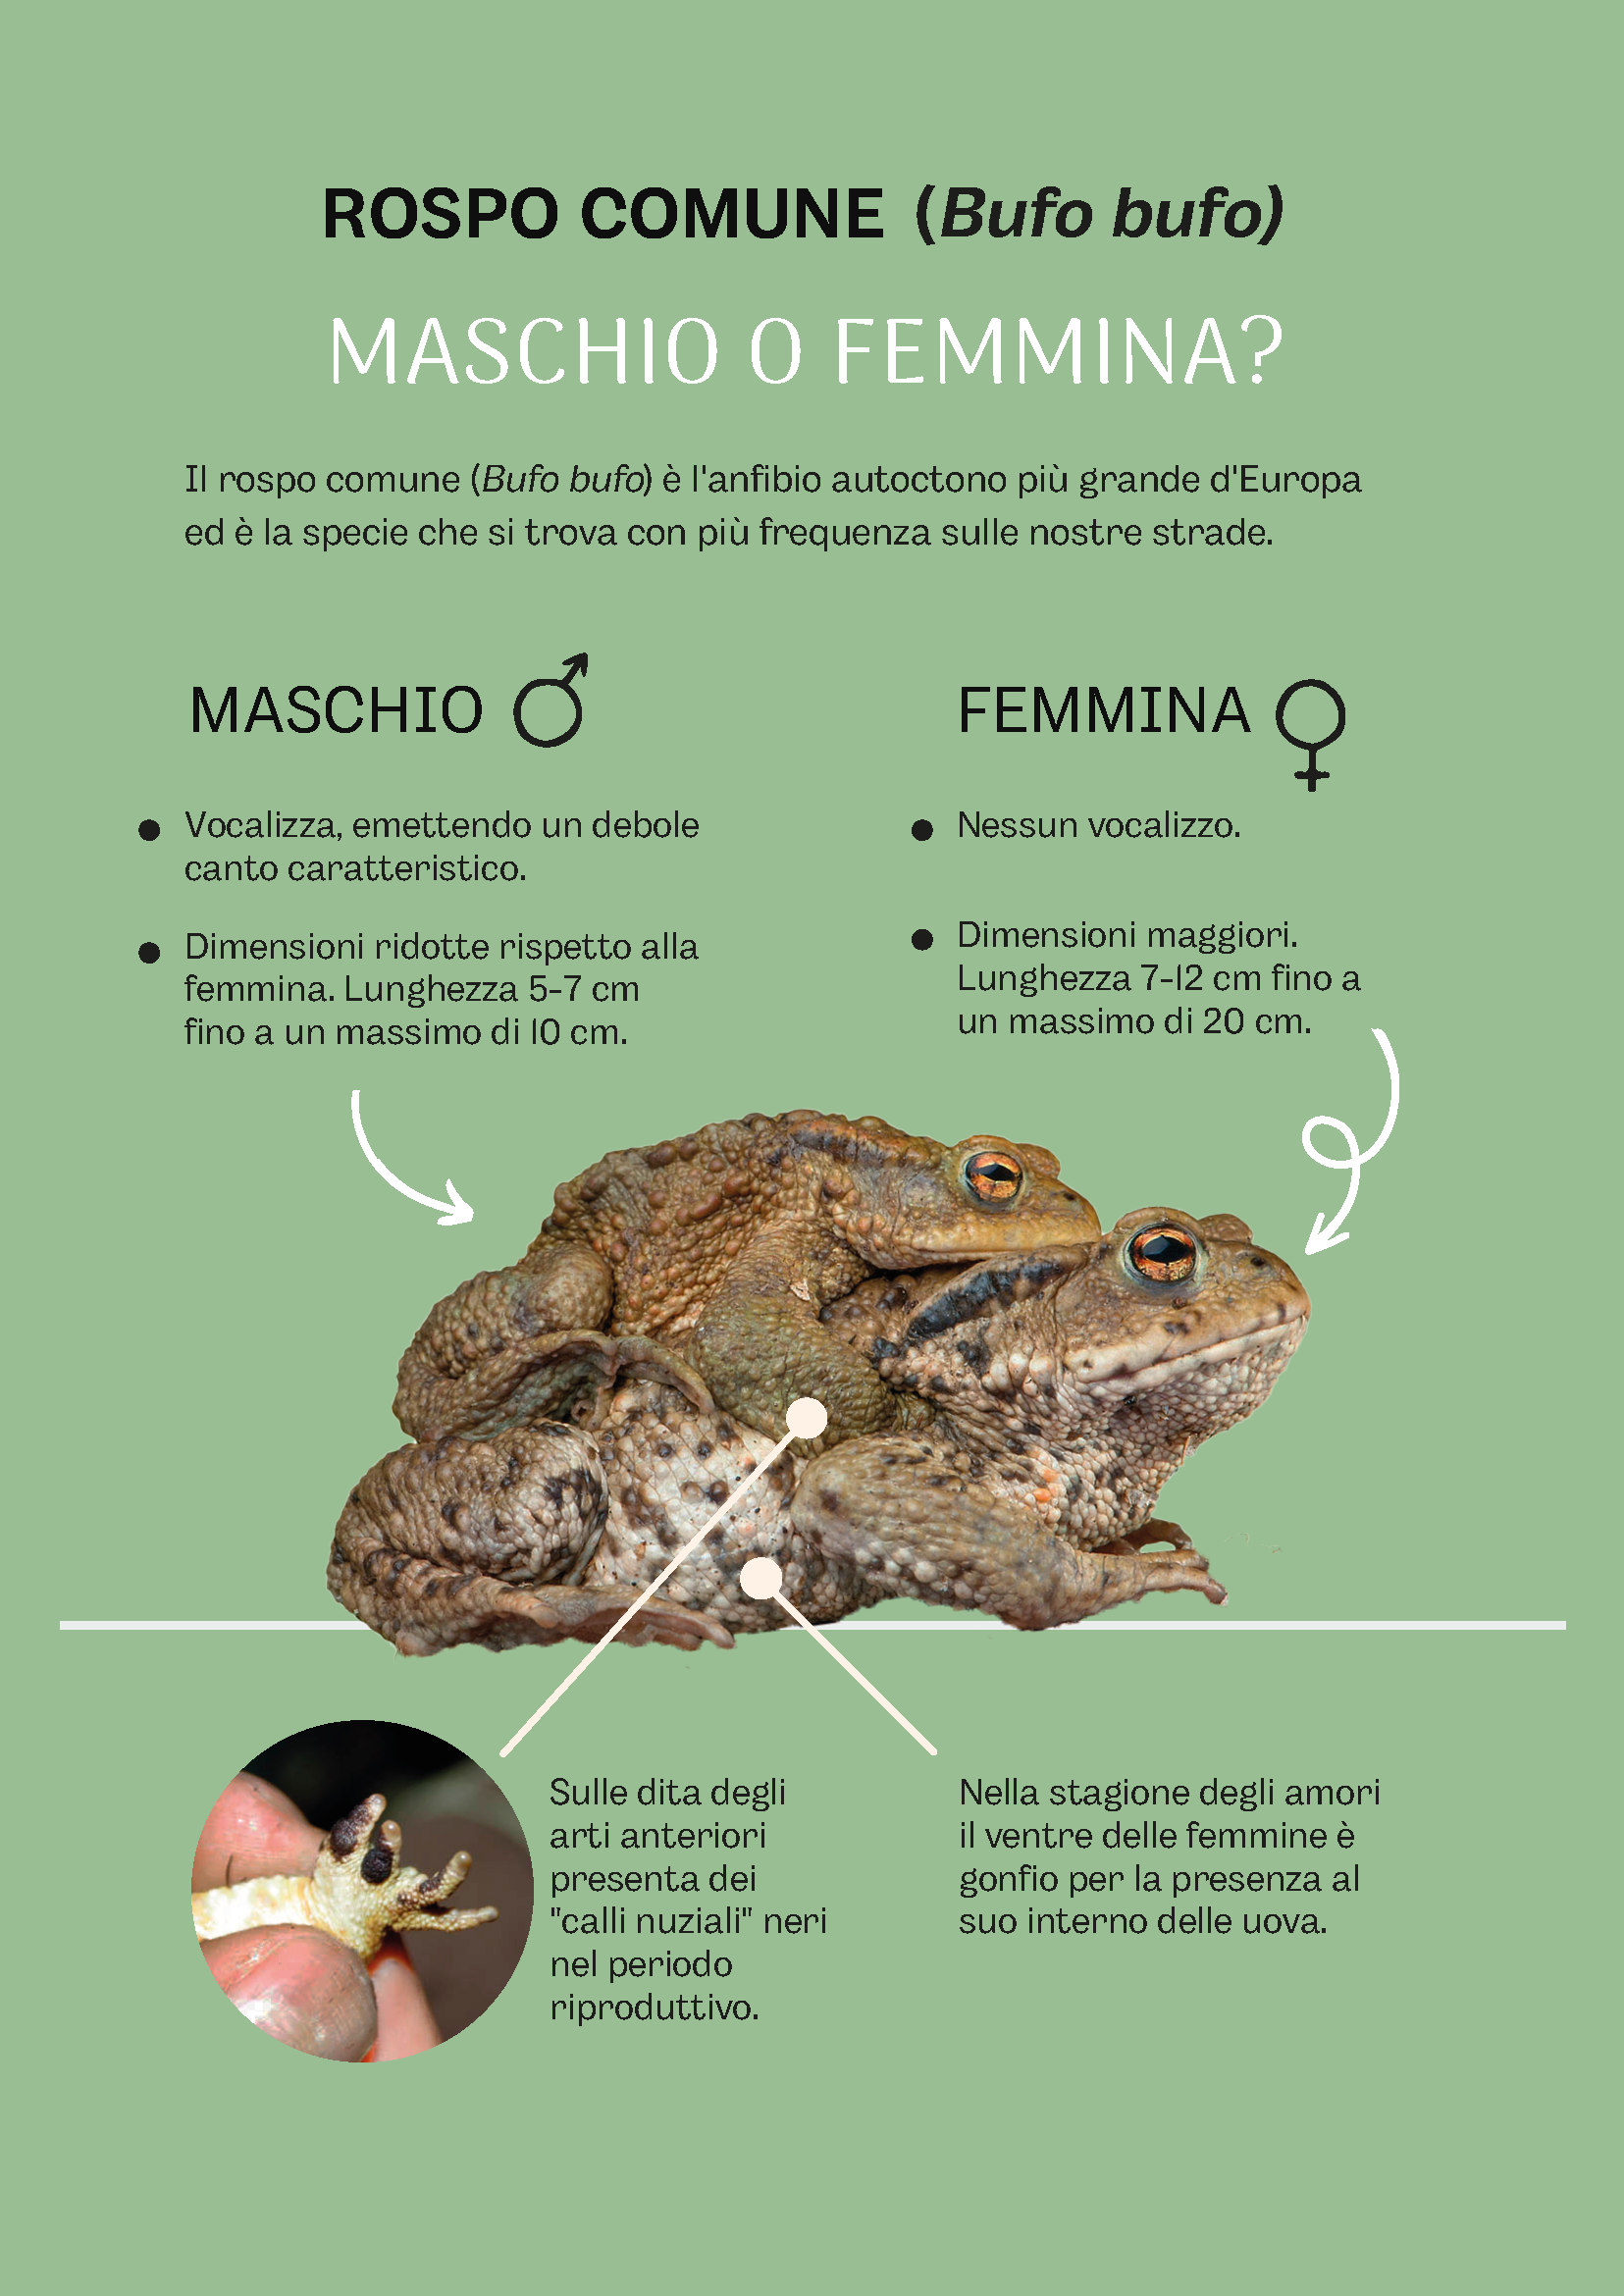 ROSPO COMUNE (Bufo bufo)
MASCHIO O FEMMINA?
Il rospo comune (Bufo bufo) è l'anfibio autoctono più grande d'Europa
ed è la specie che si trova con più frequenza sulle nostre strade.
MASCHIO ♂
Vocalizza, emettendo un debole
canto caratteristico.
Dimensioni ridotte rispetto alla
femmina. Lunghezza 5-7 cm
fino a un massimo di 10 cm.
FEMMINA ♀
Nessun vocalizzo.
Dimensioni maggiori.
Lunghezza 7-12 cm fino a
un massimo di 20 cm.
Sulle dita degli
arti anteriori
presenta dei
"calli nuziali" neri
nel periodo
riproduttivo.
Nella stagione degli amori
il ventre delle femmine è
gonfio per la presenza al
suo interno delle uova.